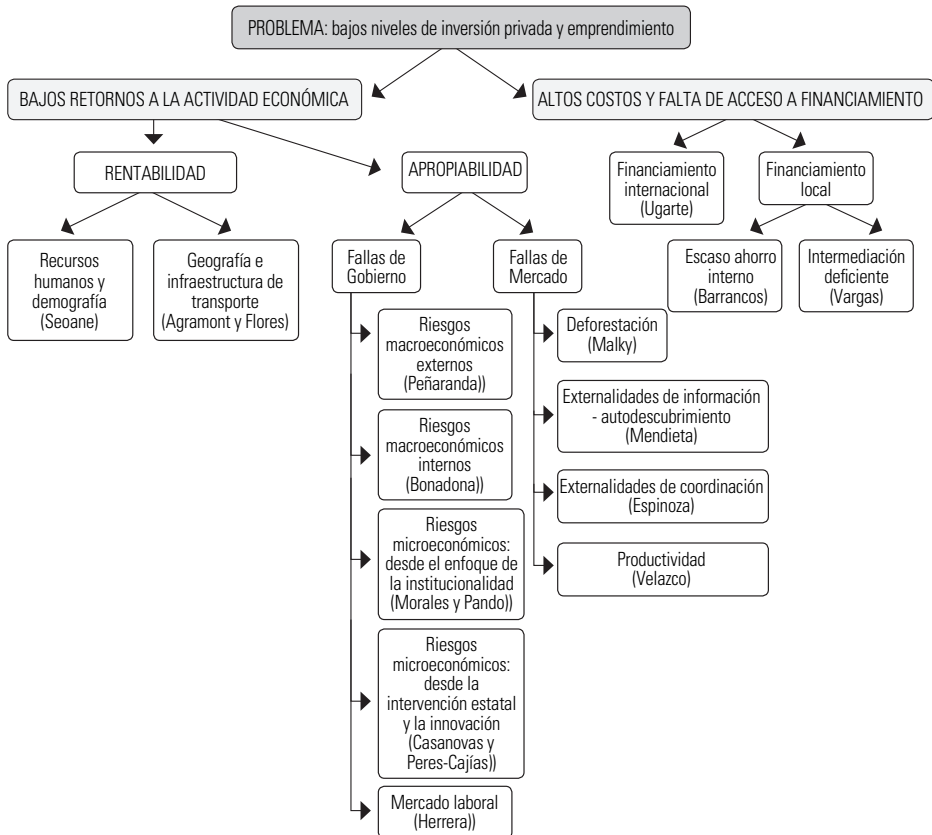 PROBLEMA: bajos niveles de inversión privada y emprendimiento
BAJOS RETORNOS A LA ACTIVIDAD ECONÓMICA
ALTOS COSTOS Y FALTA DE ACCESO A FINANCIAMIENTO
RENTABILIDAD
APROPIABILIDAD
Financiamiento
internacional
(Ugarte)
Financiamiento
local
Recursos
humanos y
demografía
(Seoane)
Geografía e
infraestructura de
transporte
(Agramont y Flores)
Fallas de
Gobierno
Fallas de
Mercado
Escaso ahorro
interno
(Barrancos)
Intermediación
deficiente
(Vargas)
Riesgos
macroeconómicos
externos
(Peñaranda))
Riesgos
macroeconómicos
internos
(Bonadona))
Riesgos
microeconómicos:
desde el enfoque de
la institucionalidad
(Morales y Pando))
Riesgos
microeconómicos:
desde la
intervención estatal
y la innovación
(Casanovas y
Peres-Cajías))
Mercado laboral
(Herrera))
Deforestación
(Malky)
Externalidades de información
- autodescubrimiento
(Mendieta)
Externalidades de coordinación
(Espinoza)
Productividad
(Velazco)